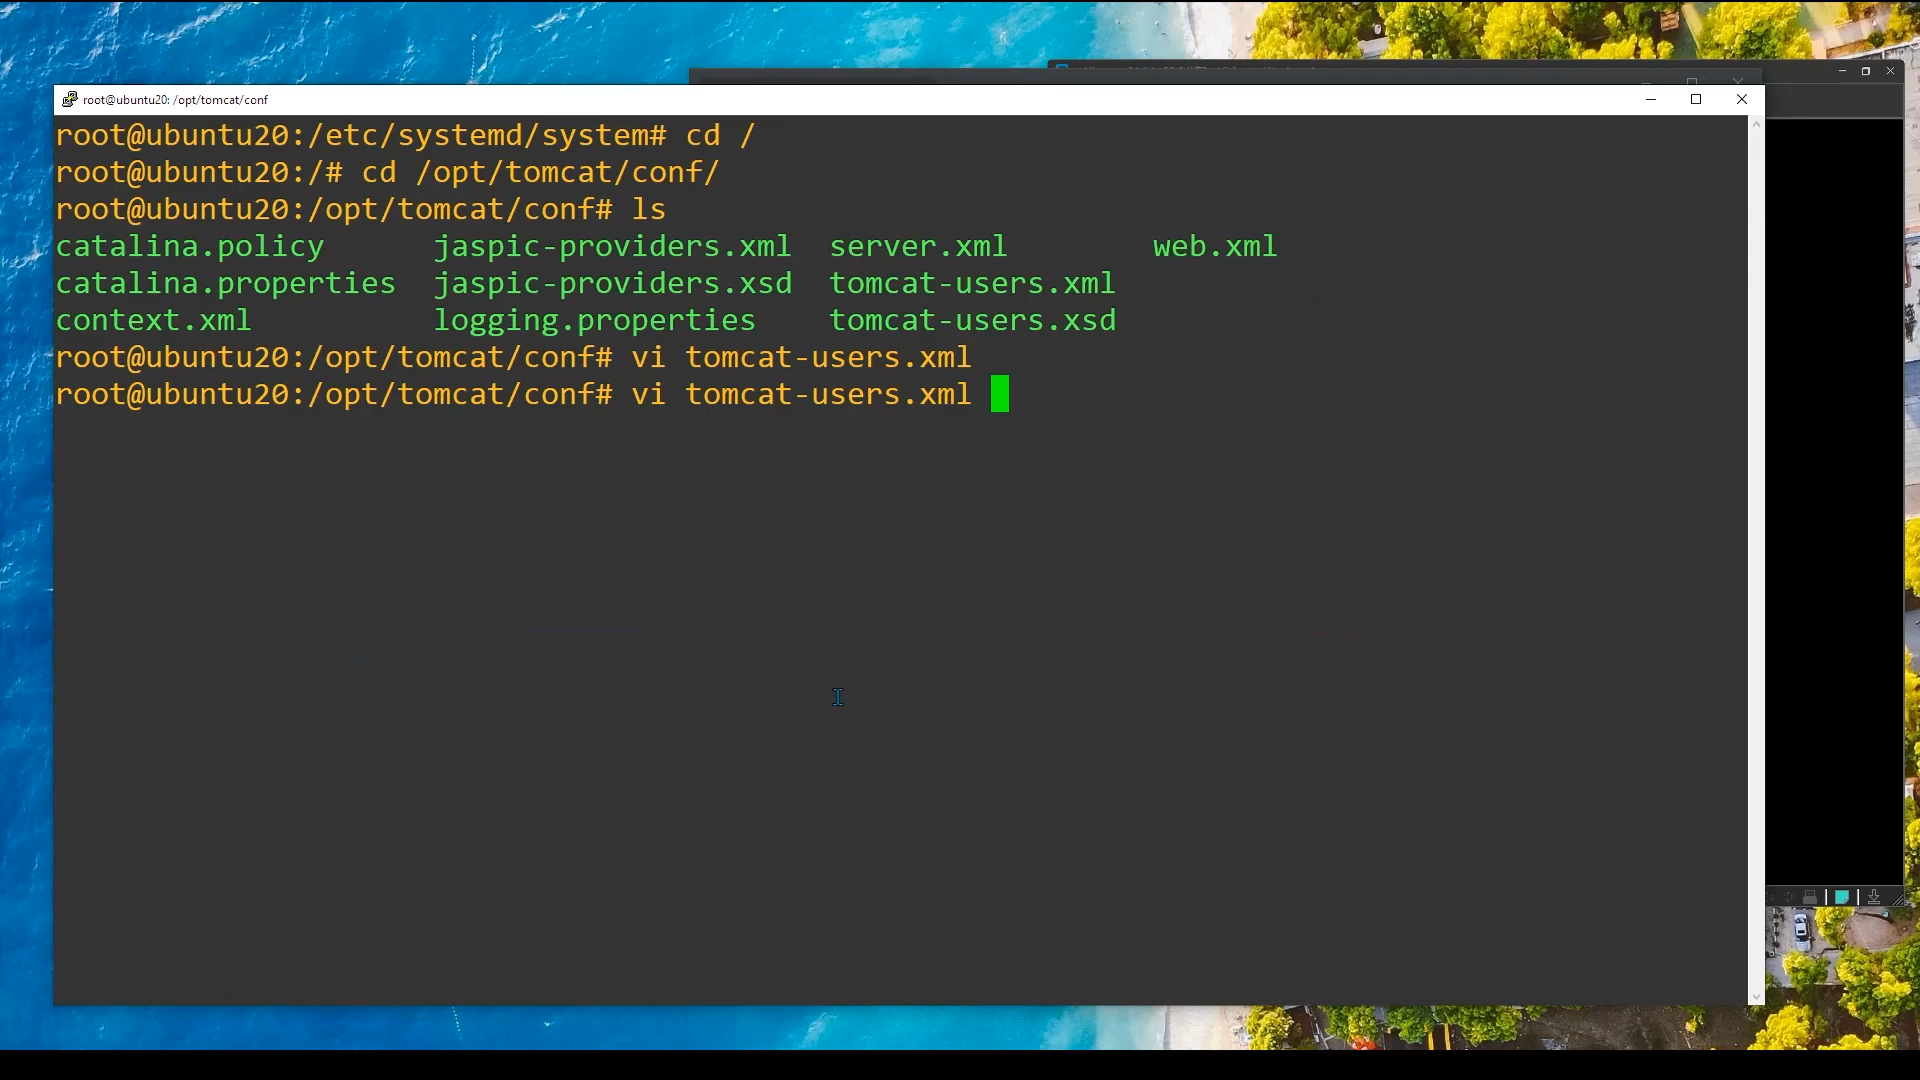 root@ubuntu20: /opt/tomcat/conf
root@ubuntu20:/etc/systemd/system# cd /
root@ubuntu20:/# cd /opt/tomcat/conf/
root@ubuntu20:/opt/tomcat/conf# ls
catalina.policy jaspic-providers.xml server.xml web.xml
catalina.properties jaspic-providers.xsd tomcat-users.xml
context.xml logging.properties tomcat-users.xsd
root@ubuntu20:/opt/tomcat/conf# vi tomcat-users.xml
root@ubuntu20:/opt/tomcat/conf# vi tomcat-users.xml